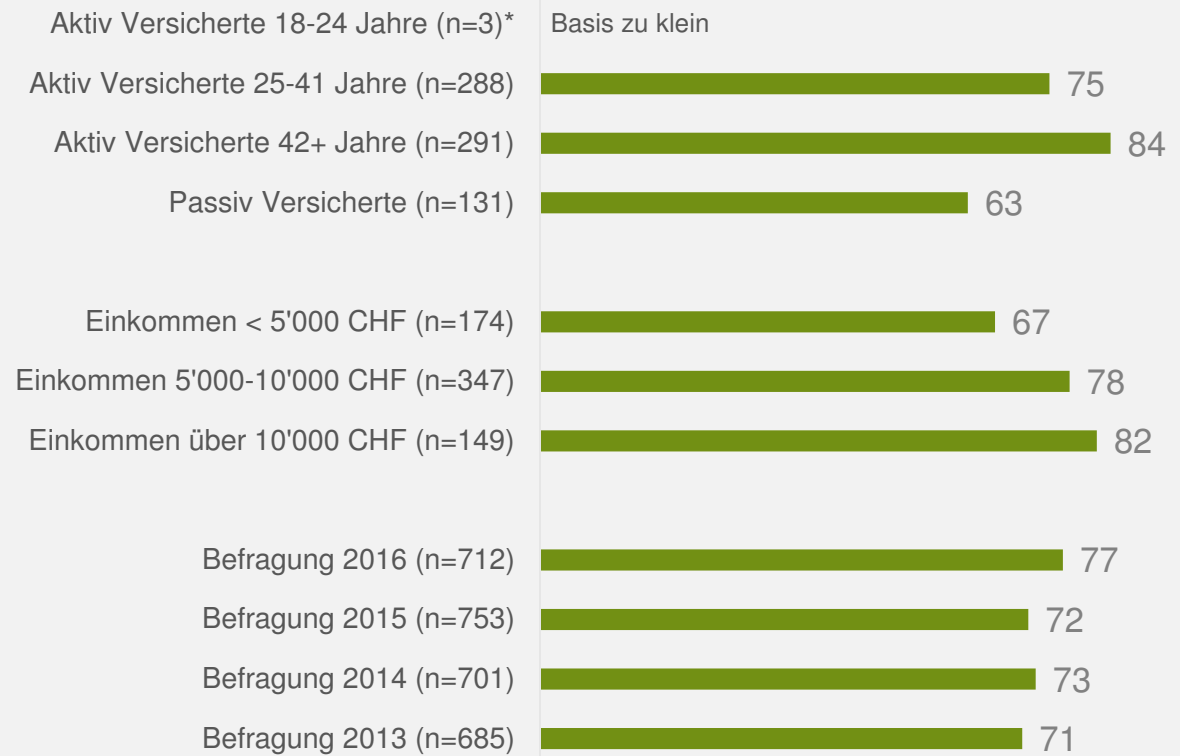 Aktiv Versicherte 18-24 Jahre (n=3)* Basis zu klein
Aktiv Versicherte 25-41 Jahre (n=288) 75
Aktiv Versicherte 42+ Jahre (n=291) 84
Passiv Versicherte (n=131) 63
Einkommen < 5'000 CHF (n=174) 67
Einkommen 5'000-10'000 CHF (n=347) 78
Einkommen über 10'000 CHF (n=149) 82
Befragung 2016 (n=712) 77
Befragung 2015 (n=753) 72
Befragung 2014 (n=701) 73
Befragung 2013 (n=685) 71